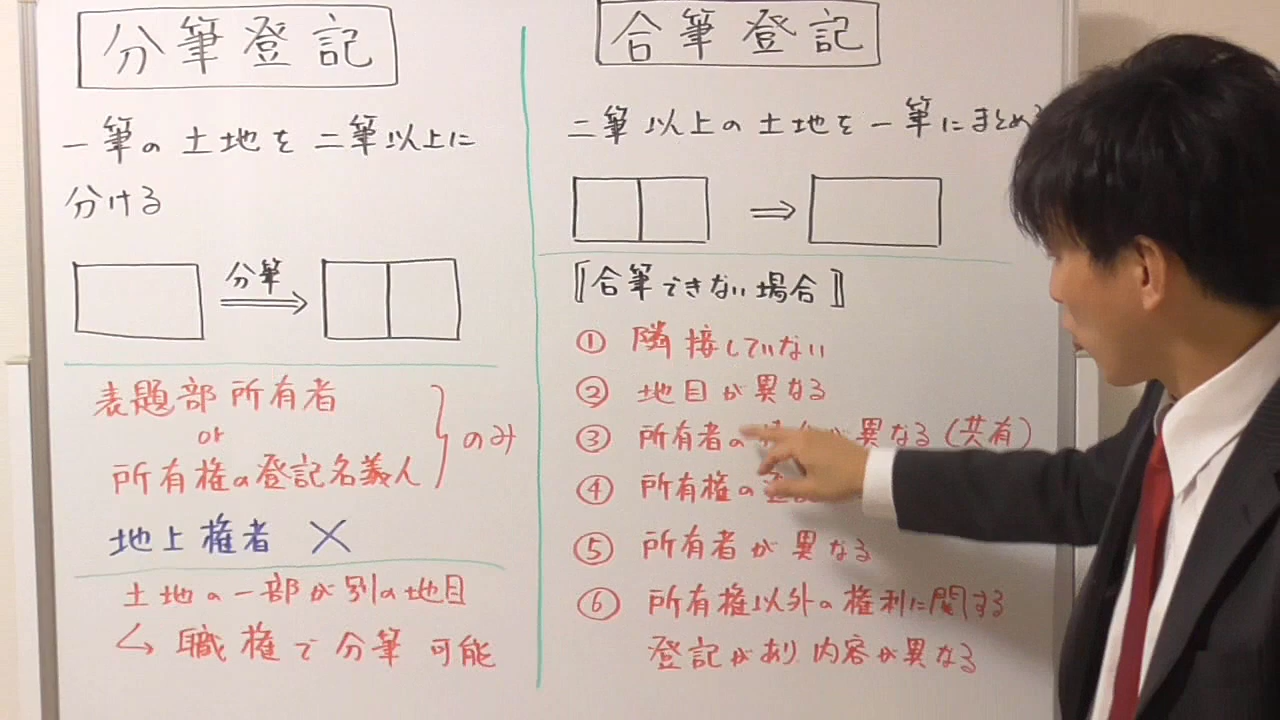 分筆登記
一筆の土地を二筆以上に
分ける
分筆
表題部所有者
or
所有権の登記名義人
のみ
地上権者 ×
土地の一部が別の地目
↳ 職権で分筆可能
合筆登記
二筆以上の土地を一筆にまとめ
〚合筆できない場合〛
① 隣接していない
② 地目が異なる
③ 所有者の が異なる(共有)
④ 所有権の
⑤ 所有者が異なる
⑥ 所有権以外の権利に関する
登記があり内容が異なる